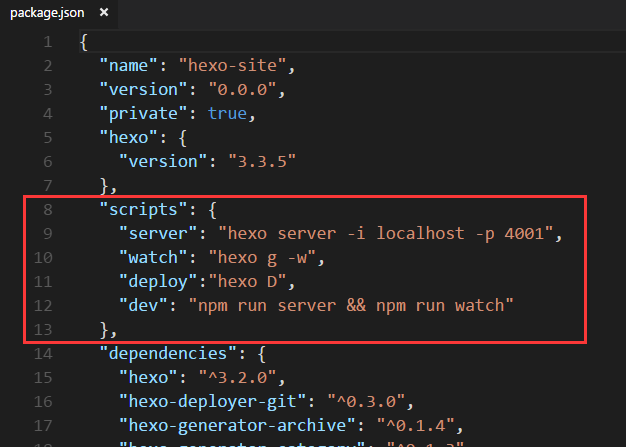 package.json ×
1 {
2 "name": "hexo-site",
3 "version": "0.0.0",
4 "private": true,
5 "hexo": {
6 "version": "3.3.5"
7 },
8 "scripts": {
9 "server": "hexo server -i localhost -p 4001",
10 "watch": "hexo g -w",
11 "deploy":"hexo D",
12 "dev": "npm run server && npm run watch"
13 },
14 "dependencies": {
15 "hexo": "^3.2.0",
16 "hexo-deployer-git": "^0.3.0",
17 "hexo-generator-archive": "^0.1.4",